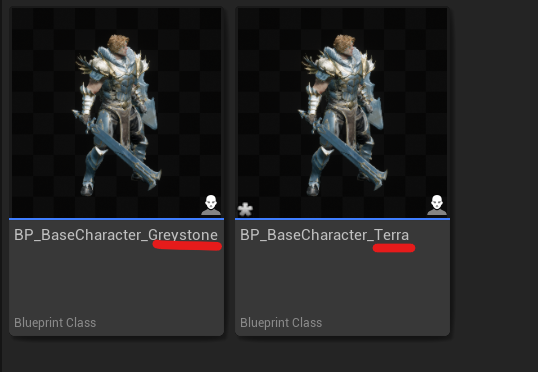 BP_BaseCharacter_Greystone
BP_BaseCharacter_Terra
Blueprint Class
Blueprint Class